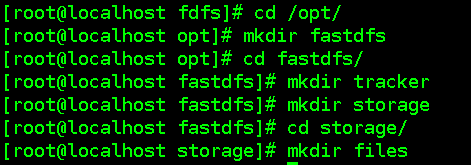 [root@localhost fdfs]# cd /opt/
[root@localhost opt]# mkdir fastdfs
[root@localhost opt]# cd fastdfs/
[root@localhost fastdfs]# mkdir tracker
[root@localhost fastdfs]# mkdir storage
[root@localhost fastdfs]# cd storage/
[root@localhost storage]# mkdir files